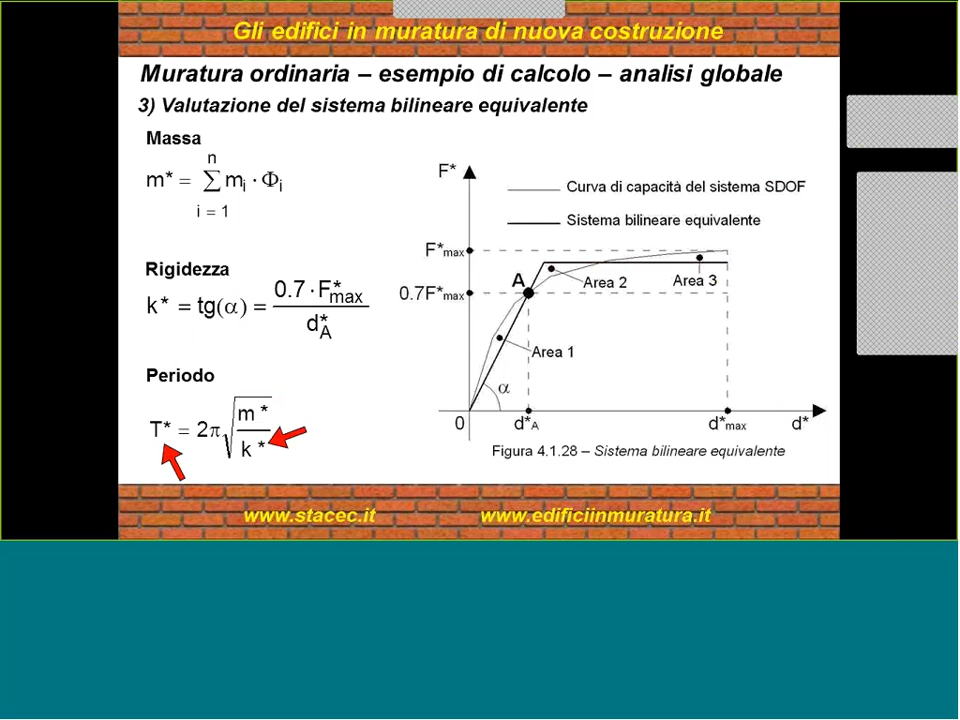 Gli edifici in muratura di nuova costruzione
Muratura ordinaria – esempio di calcolo – analisi globale
3) Valutazione del sistema bilineare equivalente
Massa
n
m* = ∑ mi · Φi
i = 1
Rigidezza
k* = tg(α) = 0.7 · F*max / d*A
Periodo
T* = 2π √(m* / k*)
F*
Curva di capacità del sistema SDOF
Sistema bilineare equivalente
F*max
A
Area 2
Area 3
0.7F*max
Area 1
α
0
d*A
d*max
d*
Figura 4.1.28 – Sistema bilineare equivalente
www.stacec.it
www.edificiinmuratura.it